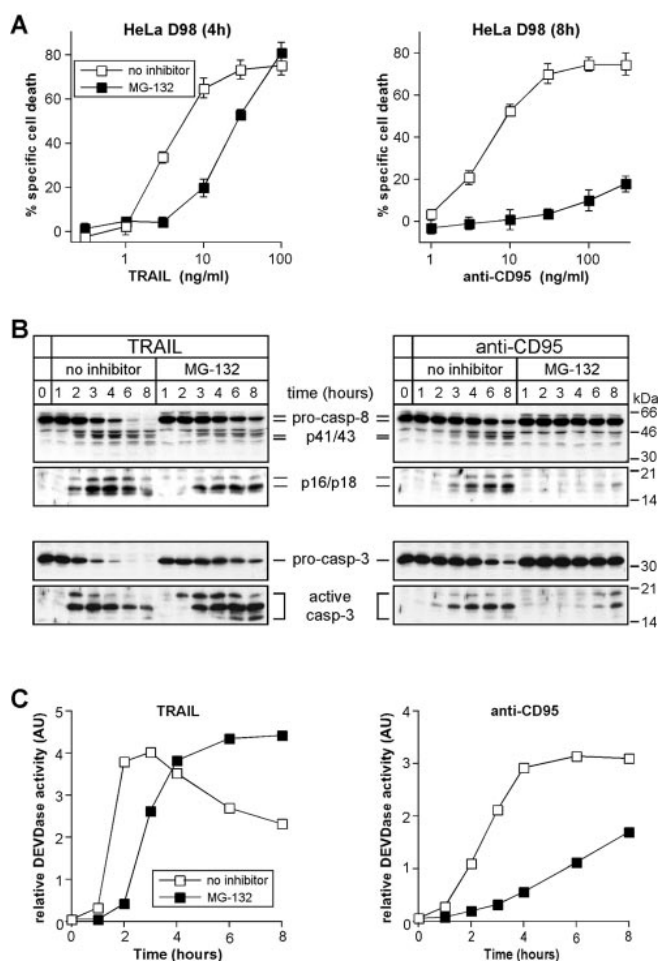 A
HeLa D98 (4h)
HeLa D98 (8h)
% specific cell death
80
60
40
20
0
no inhibitor
MG-132
1
10
100
TRAIL (ng/ml)
% specific cell death
80
60
40
20
0
1
10
100
anti-CD95 (ng/ml)
B
TRAIL
no inhibitor
MG-132
0 1 2 3 4 6 8 1 2 3 4 6 8
time (hours)
anti-CD95
no inhibitor
MG-132
0 1 2 3 4 6 8 1 2 3 4 6 8
kDa
pro-casp-8
p41/43
66
46
30
p16/p18
21
14
pro-casp-3
30
active
casp-3
21
14
C
TRAIL
anti-CD95
relative DEVDase activity (AU)
5
4
3
2
1
0
no inhibitor
MG-132
0 2 4 6 8
Time (hours)
relative DEVDase activity (AU)
4
3
2
1
0
0 2 4 6 8
Time (hours)